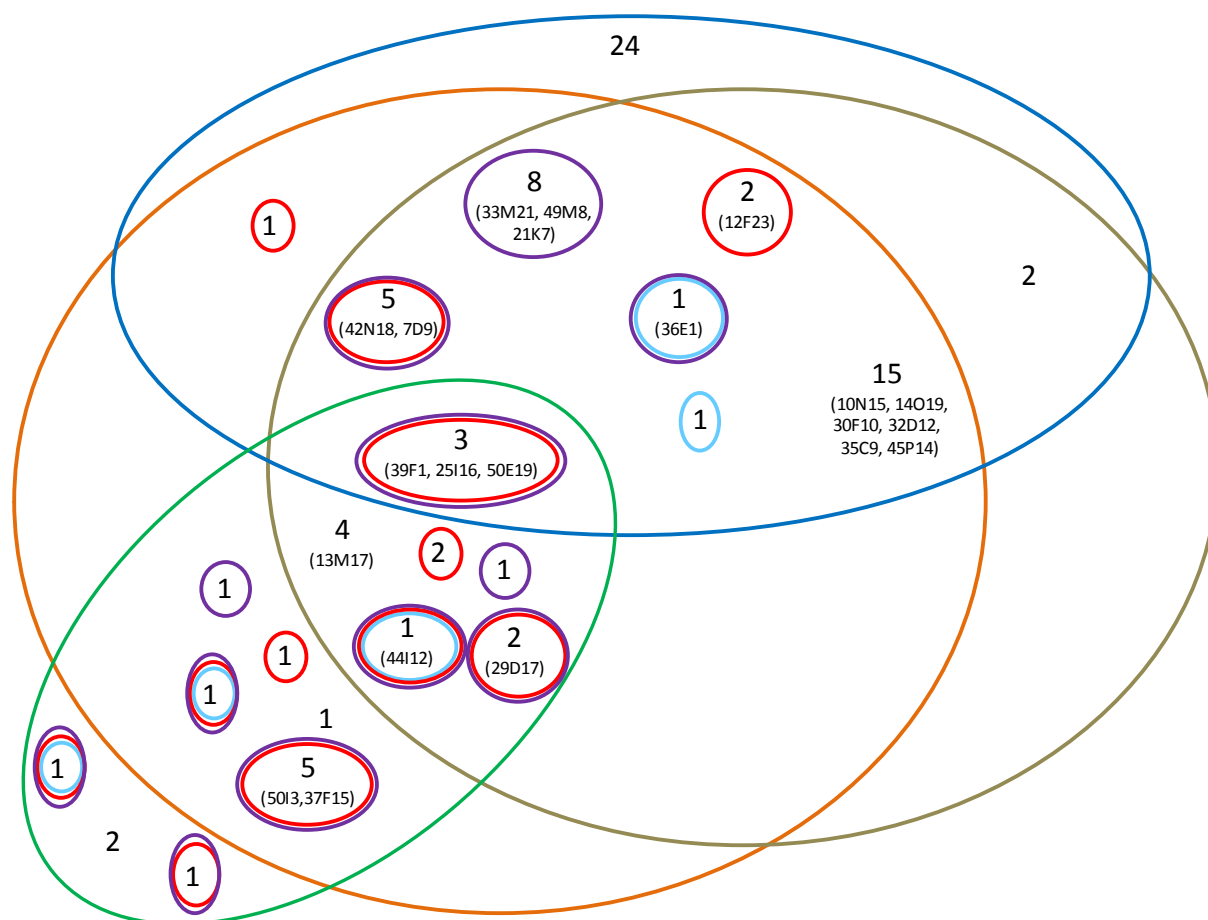 24
8
(33M21, 49M8,
21K7)
2
(12F23)
1
2
5
(42N18, 7D9)
1
(36E1)
15
(10N15, 14O19,
30F10, 32D12,
35C9, 45P14)
1
3
(39F1, 25I16, 50E19)
4
(13M17)
2
1
1
1
(44I12)
2
(29D17)
1
1
1
5
(50I3,37F15)
1
2
1